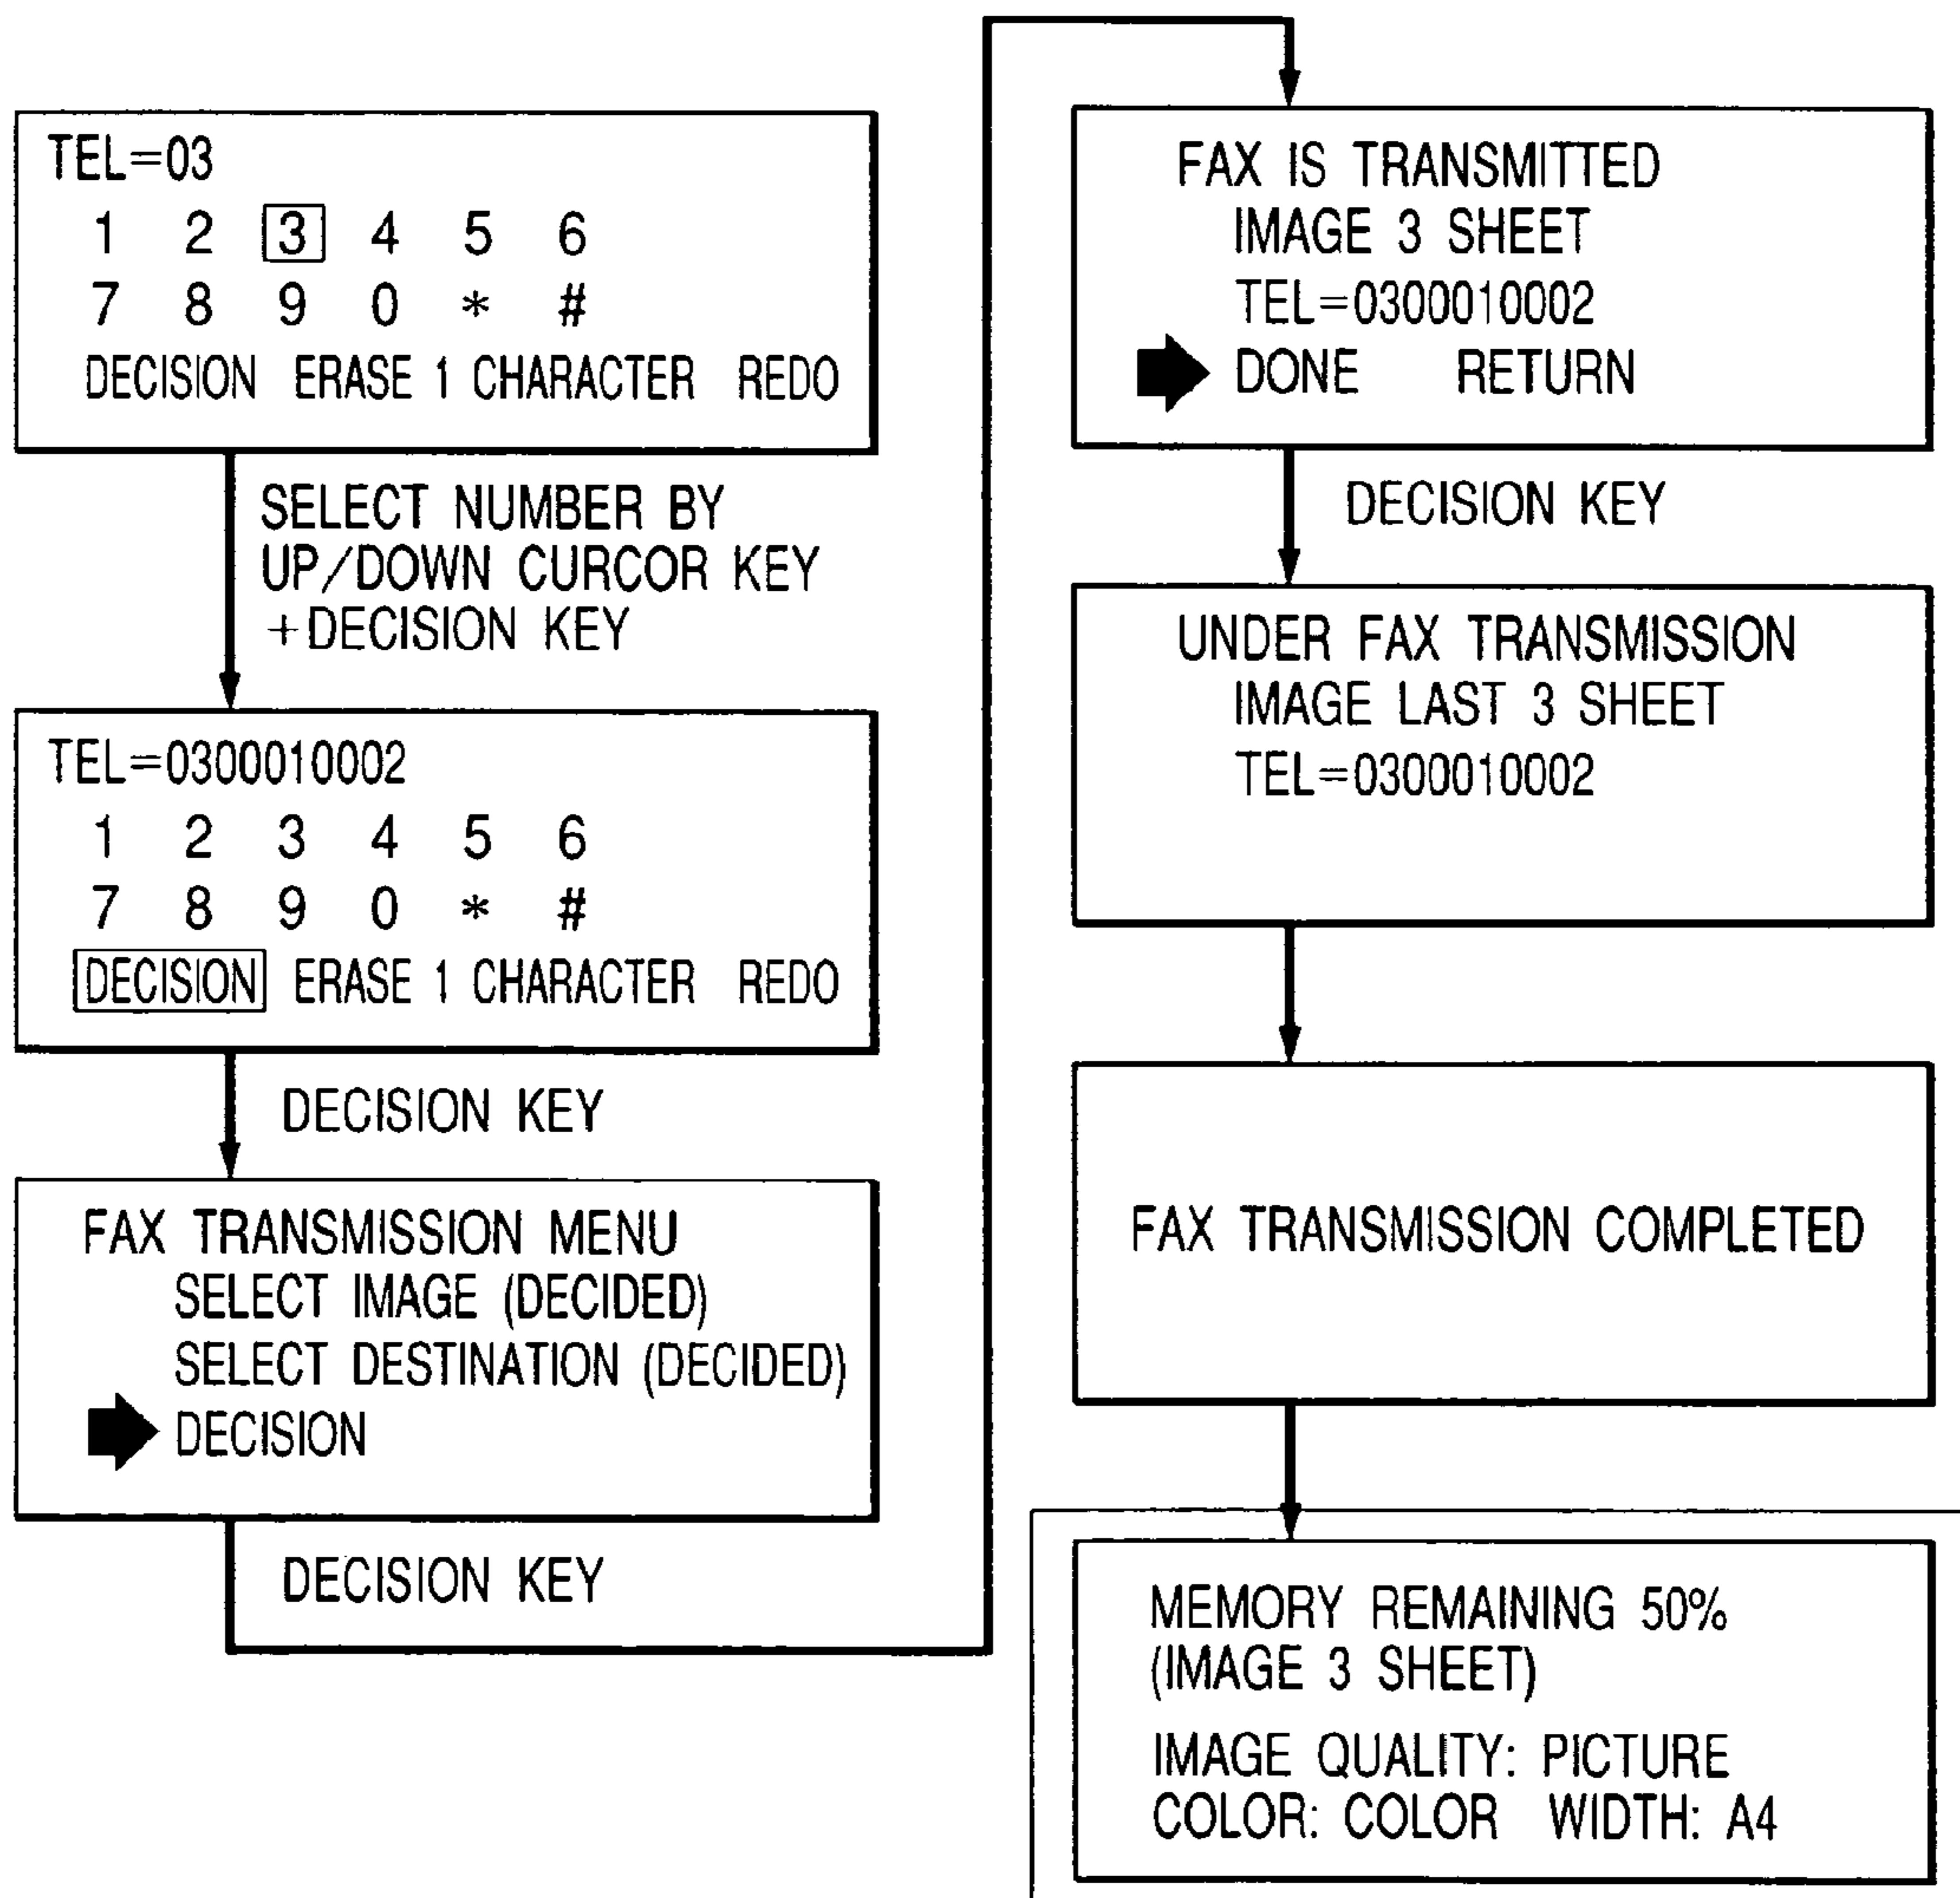 TEL=03
1 2 3 4 5 6
7 8 9 0 * #
DECISION ERASE 1 CHARACTER REDO
SELECT NUMBER BY
UP/DOWN CURCOR KEY
+DECISION KEY
TEL=0300010002
1 2 3 4 5 6
7 8 9 0 * #
DECISION ERASE 1 CHARACTER REDO
DECISION KEY
FAX TRANSMISSION MENU
SELECT IMAGE (DECIDED)
SELECT DESTINATION (DECIDED)
DECISION
DECISION KEY
FAX IS TRANSMITTED
IMAGE 3 SHEET
TEL=0300010002
DONE RETURN
DECISION KEY
UNDER FAX TRANSMISSION
IMAGE LAST 3 SHEET
TEL=0300010002
FAX TRANSMISSION COMPLETED
MEMORY REMAINING 50%
(IMAGE 3 SHEET)
IMAGE QUALITY: PICTURE
COLOR: COLOR WIDTH: A4